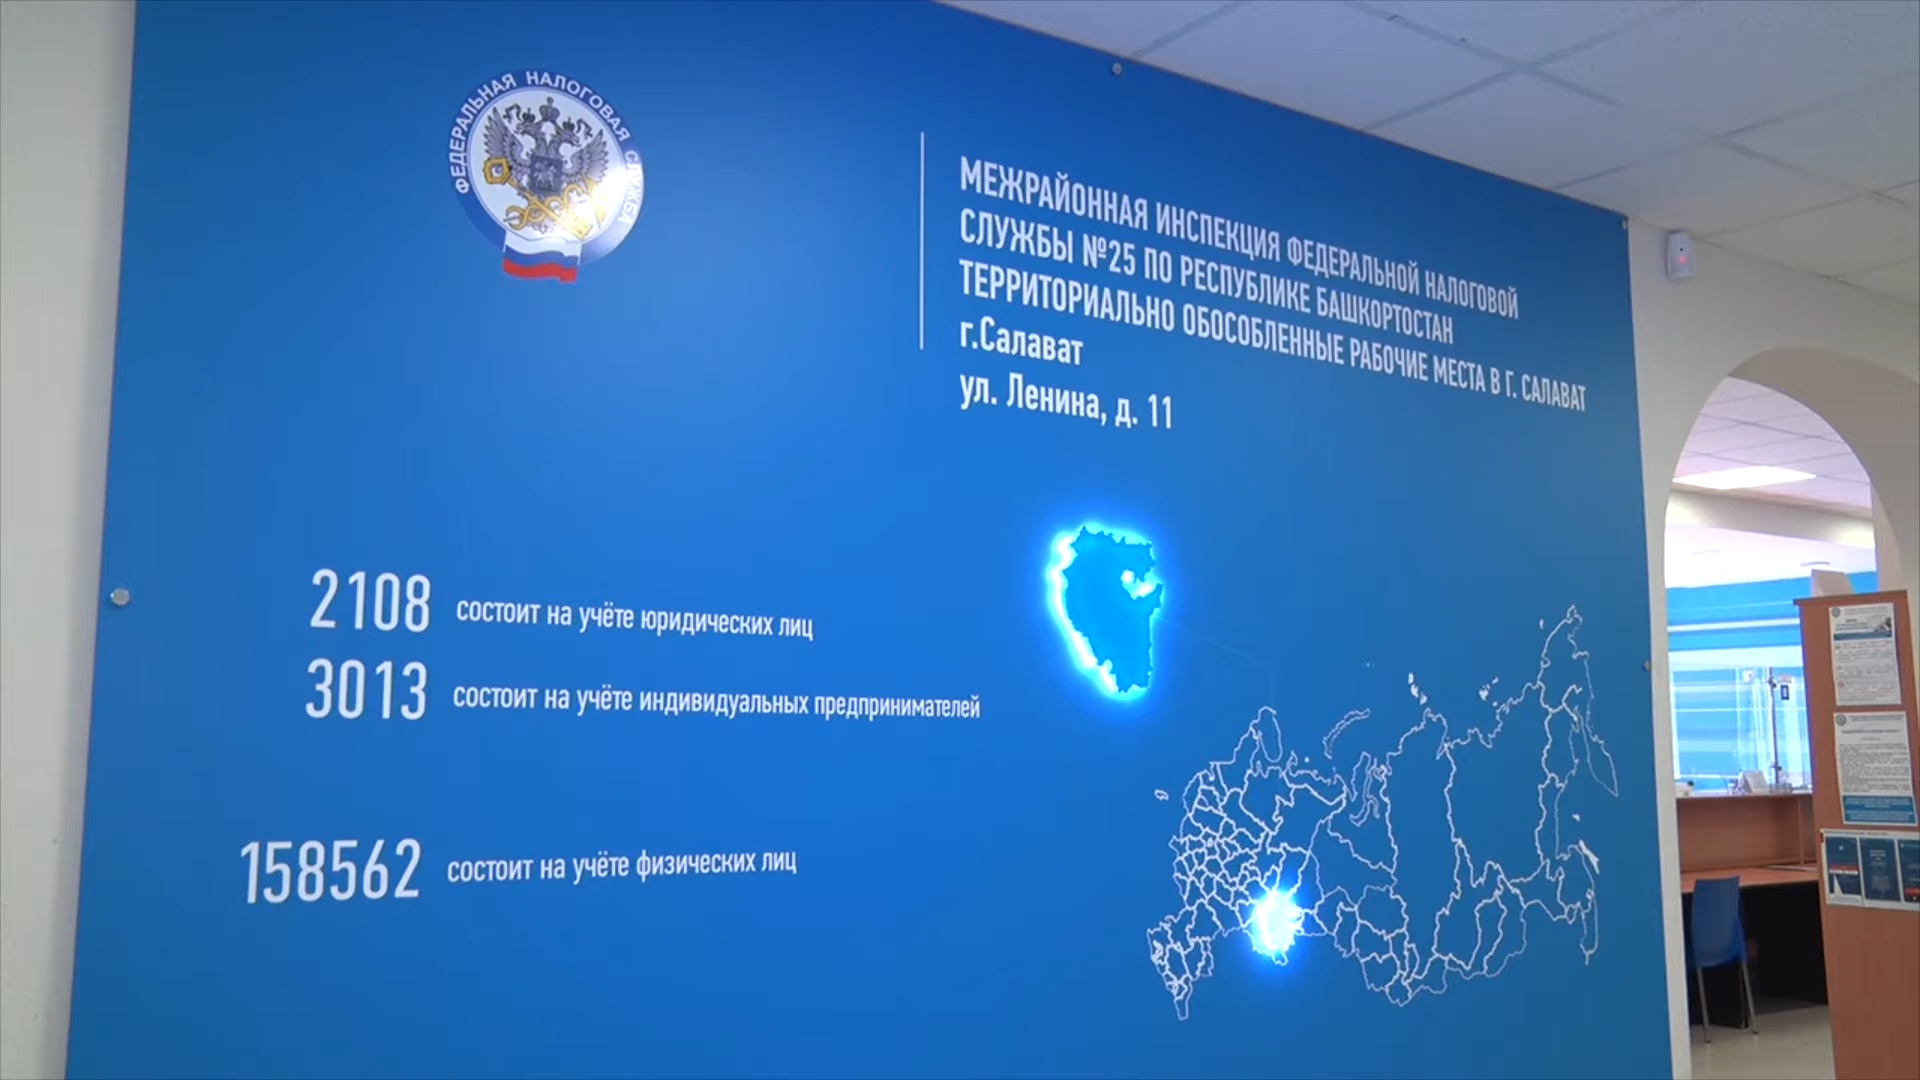 ФЕДЕРАЛЬНАЯ НАЛОГОВАЯ СЛУЖБА
МЕЖРАЙОННАЯ ИНСПЕКЦИЯ ФЕДЕРАЛЬНОЙ НАЛОГОВОЙ
СЛУЖБЫ №25 ПО РЕСПУБЛИКЕ БАШКОРТОСТАН
ТЕРРИТОРИАЛЬНО ОБОСОБЛЕННЫЕ РАБОЧИЕ МЕСТА В Г. САЛАВАТ
г.Салават
ул. Ленина, д. 11
2108 состоит на учёте юридических лиц
3013 состоит на учёте индивидуальных предпринимателей
158562 состоит на учёте физических лиц